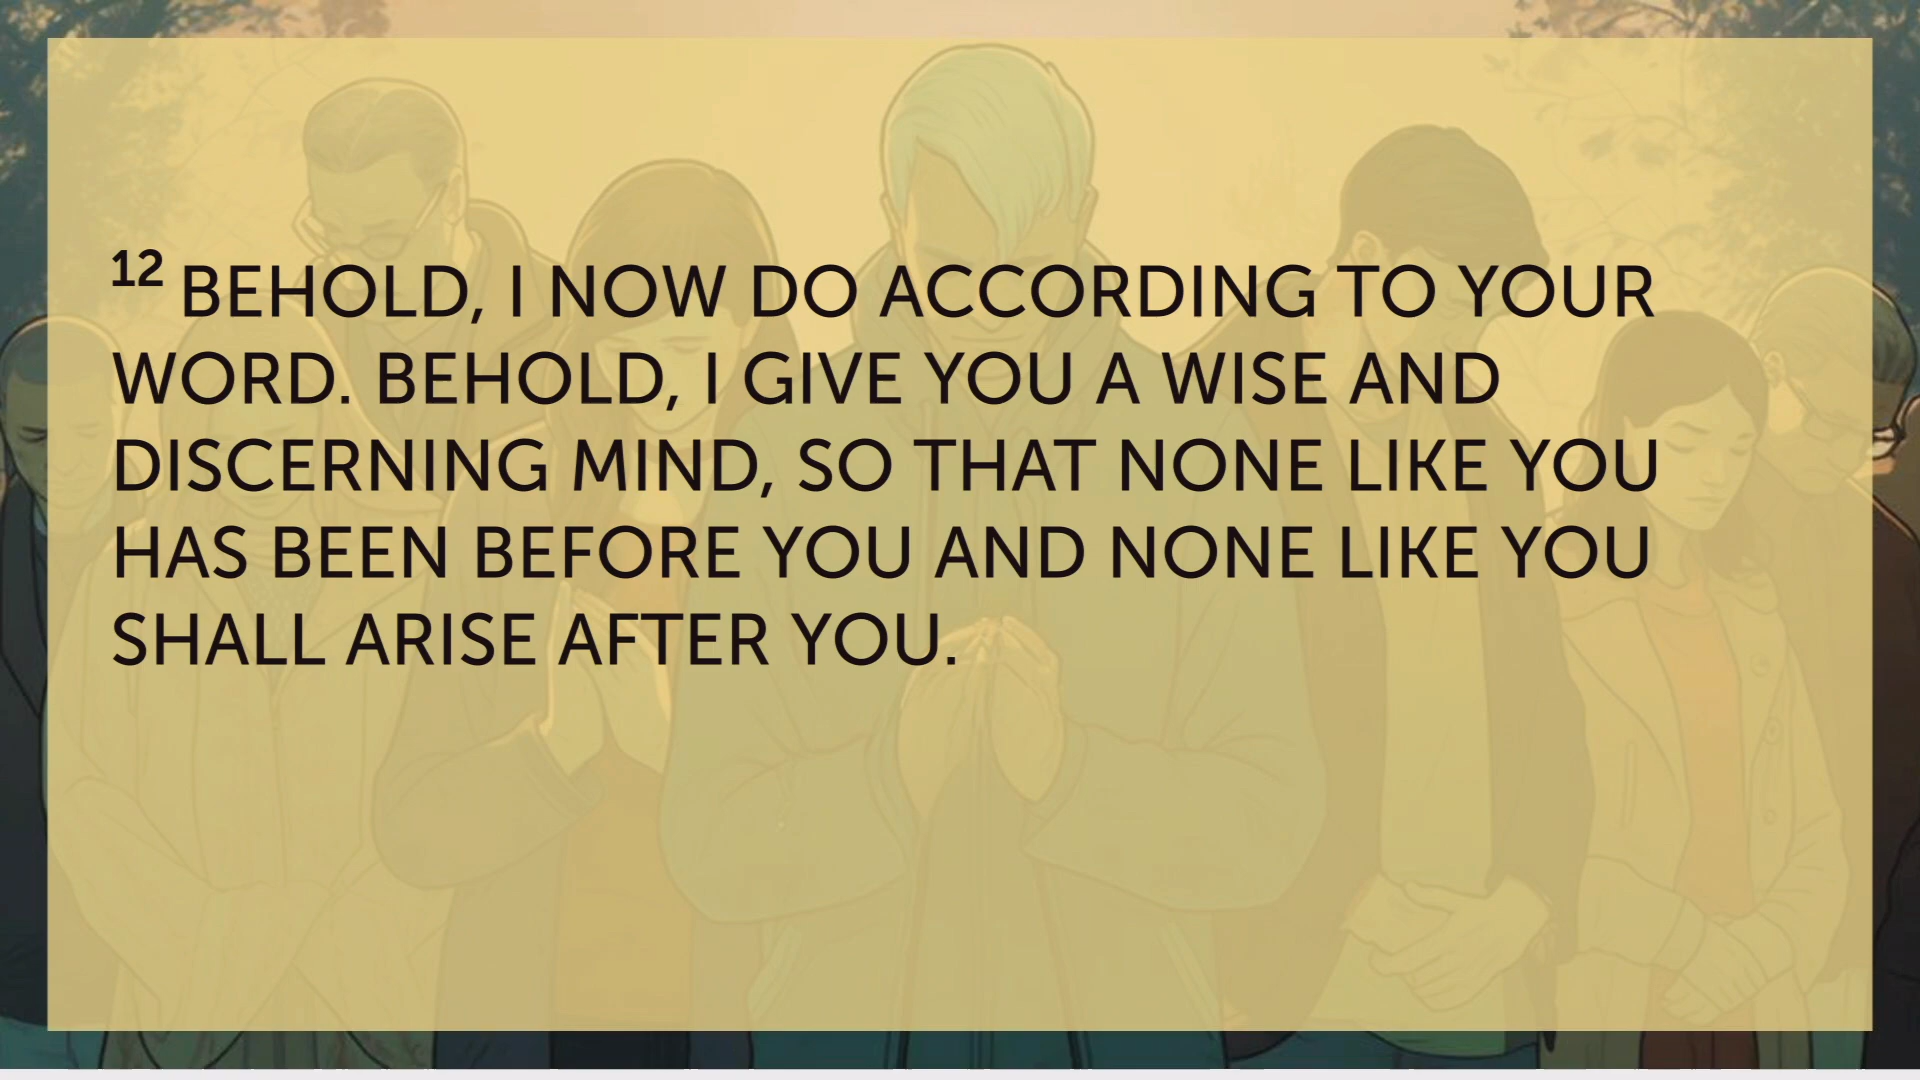 12 BEHOLD, I NOW DO ACCORDING TO YOUR
WORD. BEHOLD, I GIVE YOU A WISE AND
DISCERNING MIND, SO THAT NONE LIKE YOU
HAS BEEN BEFORE YOU AND NONE LIKE YOU
SHALL ARISE AFTER YOU.